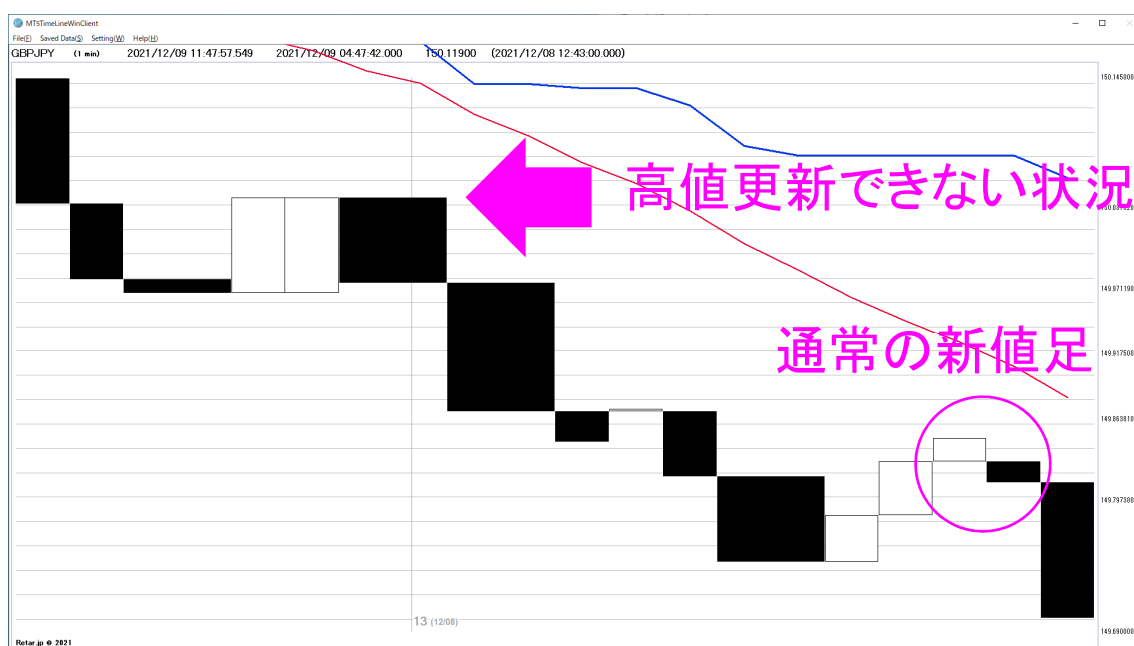 MT5TimeLineWinClient
File(F) Saved Data(S) Setting(W) Help(H)
GBPJPY (1 min) 2021/12/09 11:47:57.549 2021/12/09 04:47:42.000 150.11900 (2021/12/08 12:43:00.000)
150.145000
高値更新できない状況
149.971190
通常の新値足
149.917500
149.863810
149.797380
13 (12/08)
149.690000
Retar.jp © 2021